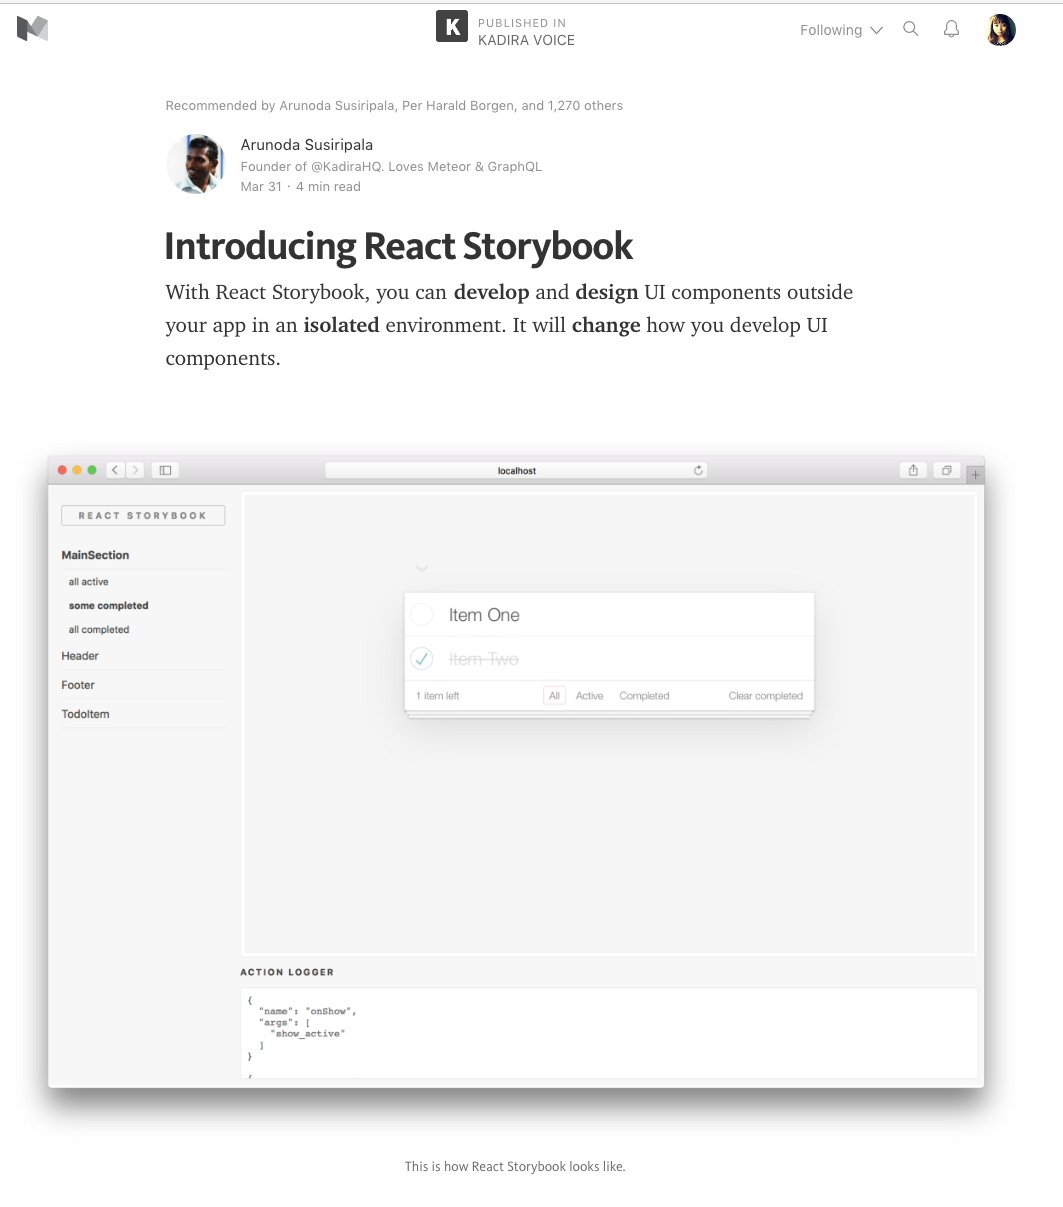 K
PUBLISHED IN
KADIRA VOICE
Following
Recommended by Arunoda Susiripala, Per Harald Borgen, and 1,270 others
Arunoda Susiripala
Founder of @KadiraHQ. Loves Meteor & GraphQL
Mar 31 · 4 min read
Introducing React Storybook
With React Storybook, you can develop and design UI components outside
your app in an isolated environment. It will change how you develop UI
components.
localhost
REACT STORYBOOK
MainSection
all active
some completed
all completed
Header
Footer
TodoItem
Item One
Item Two
1 item left All Active Completed Clear completed
ACTION LOGGER
{
"name": "onShow",
"args": [
"show_active"
]
}
This is how React Storybook looks like.